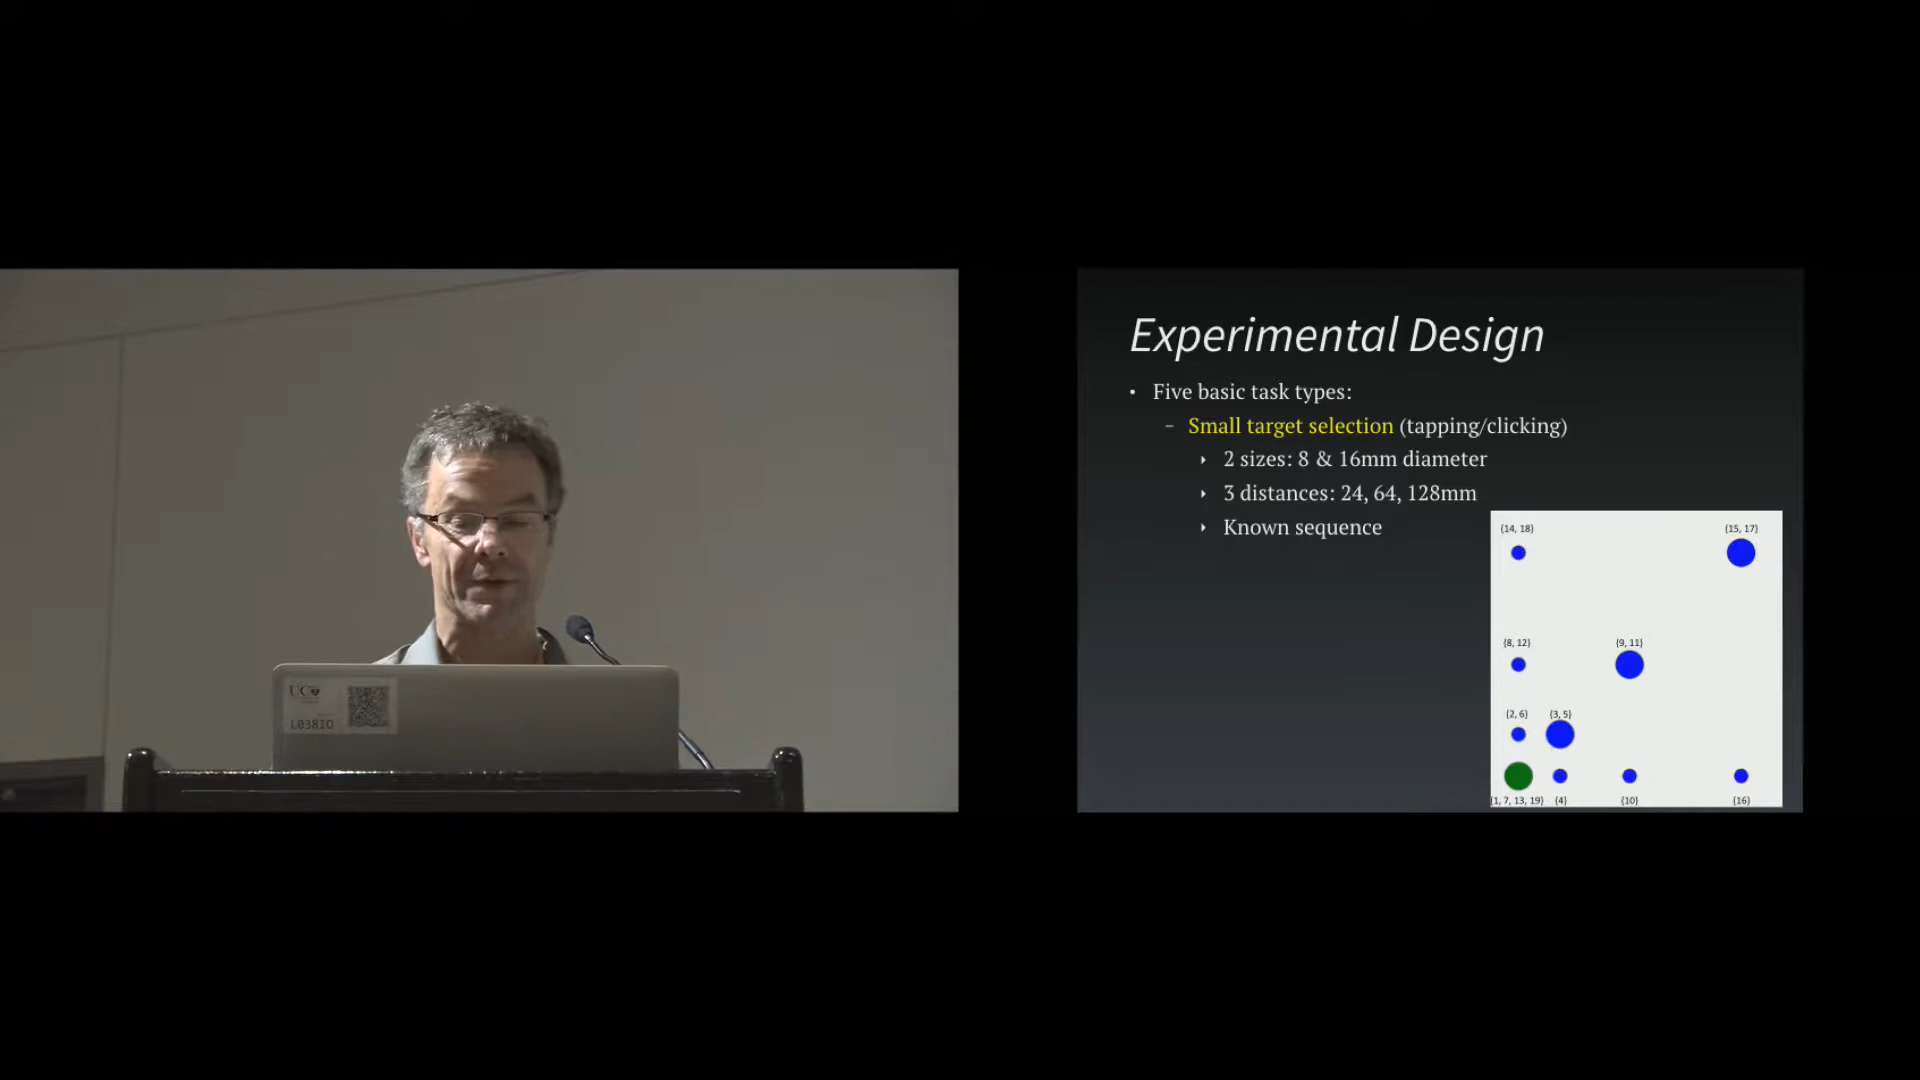 UC
L03810
Experimental Design
• Five basic task types:
– Small target selection (tapping/clicking)
‣ 2 sizes: 8 & 16mm diameter
‣ 3 distances: 24, 64, 128mm
‣ Known sequence
(14, 18) (15, 17)
(8, 12) (9, 11)
(2, 6) (3, 5)
(1, 7, 13, 19) (4) (10) (16)